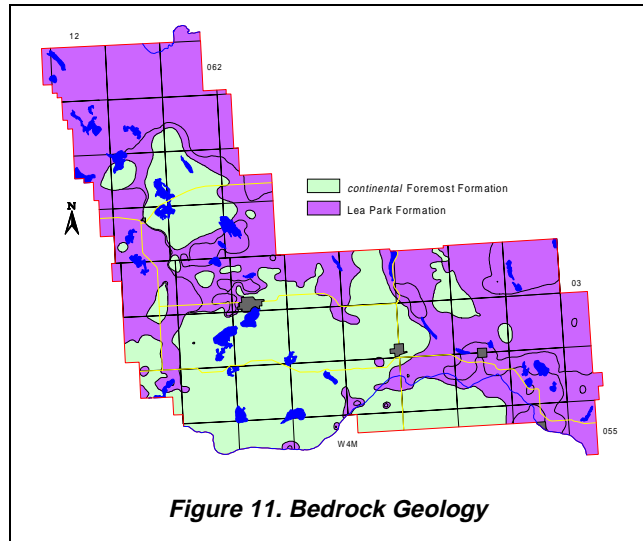 12
062
continental Foremost Formation
Lea Park Formation
N
03
055
W4M
Figure 11. Bedrock Geology